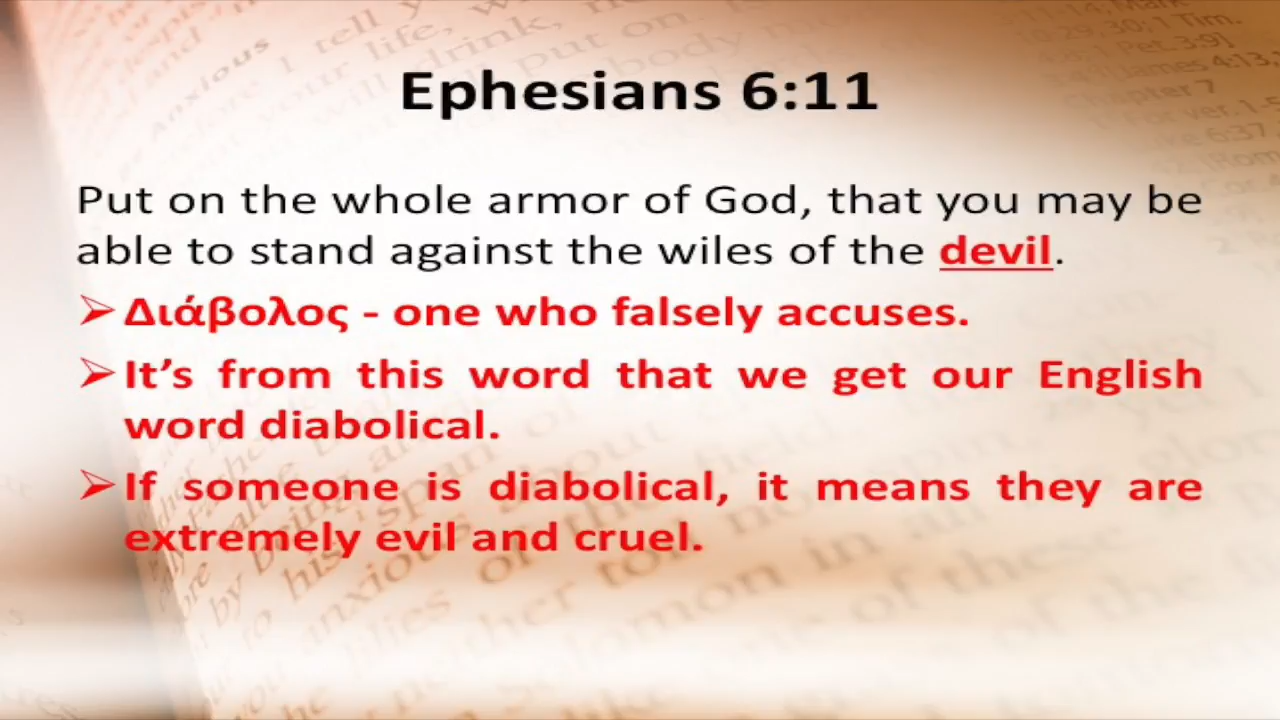 Ephesians 6:11
Put on the whole armor of God, that you may be
able to stand against the wiles of the devil.
➢ Διάβολος - one who falsely accuses.
➢ It’s from this word that we get our English
word diabolical.
➢ If someone is diabolical, it means they are
extremely evil and cruel.